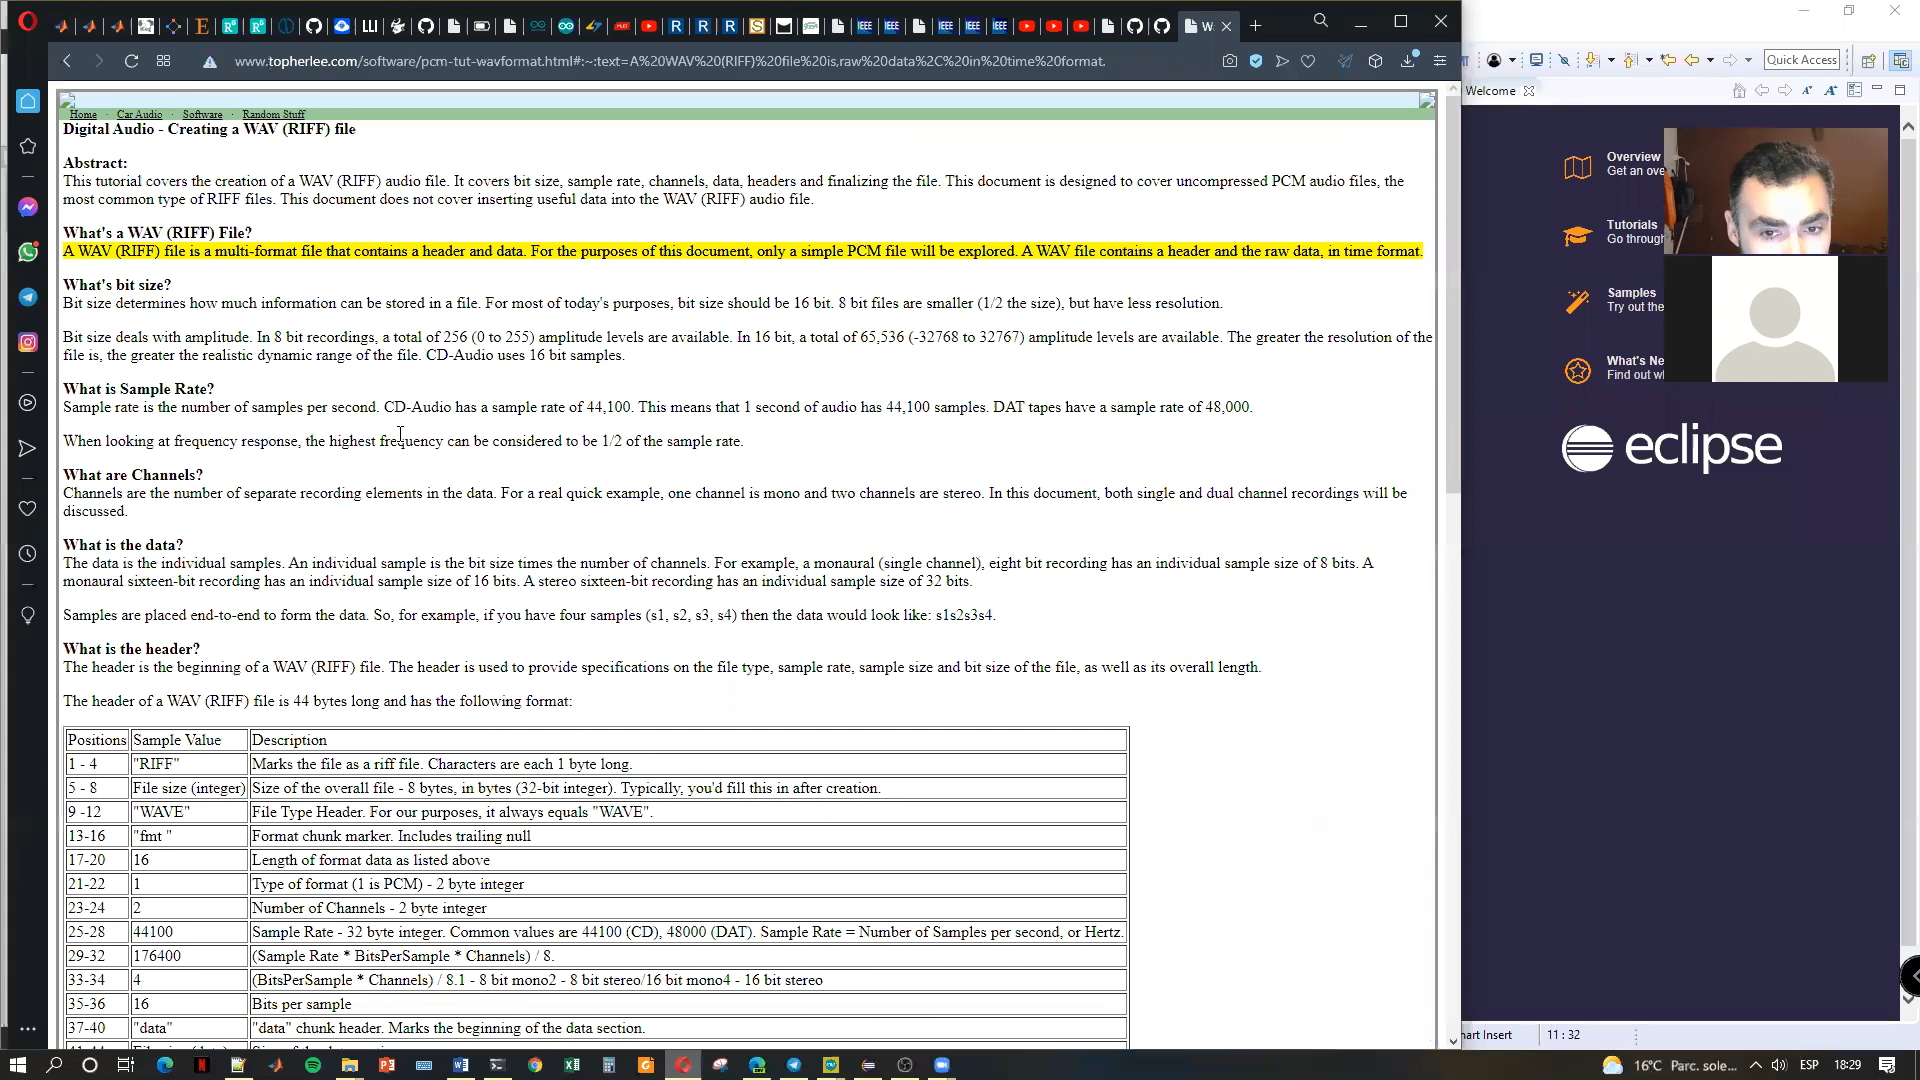 W:
www.topherlee.com/software/pcm-tut-wavformat.html#:~:text=A%20WAV%20(RIFF)%20file%20is,raw%20data%2C%20in%20time%20format.
Quick Access
Welcome
Home · Car Audio · Software · Random Stuff
Digital Audio - Creating a WAV (RIFF) file
Abstract:
This tutorial covers the creation of a WAV (RIFF) audio file. It covers bit size, sample rate, channels, data, headers and finalizing the file. This document is designed to cover uncompressed PCM audio files, the
most common type of RIFF files. This document does not cover inserting useful data into the WAV (RIFF) audio file.
What's a WAV (RIFF) File?
A WAV (RIFF) file is a multi-format file that contains a header and data. For the purposes of this document, only a simple PCM file will be explored. A WAV file contains a header and the raw data, in time format.
What's bit size?
Bit size determines how much information can be stored in a file. For most of today's purposes, bit size should be 16 bit. 8 bit files are smaller (1/2 the size), but have less resolution.
Bit size deals with amplitude. In 8 bit recordings, a total of 256 (0 to 255) amplitude levels are available. In 16 bit, a total of 65,536 (-32768 to 32767) amplitude levels are available. The greater the resolution of the
file is, the greater the realistic dynamic range of the file. CD-Audio uses 16 bit samples.
What is Sample Rate?
Sample rate is the number of samples per second. CD-Audio has a sample rate of 44,100. This means that 1 second of audio has 44,100 samples. DAT tapes have a sample rate of 48,000.
When looking at frequency response, the highest frequency can be considered to be 1/2 of the sample rate.
What are Channels?
Channels are the number of separate recording elements in the data. For a real quick example, one channel is mono and two channels are stereo. In this document, both single and dual channel recordings will be
discussed.
What is the data?
The data is the individual samples. An individual sample is the bit size times the number of channels. For example, a monaural (single channel), eight bit recording has an individual sample size of 8 bits. A
monaural sixteen-bit recording has an individual sample size of 16 bits. A stereo sixteen-bit recording has an individual sample size of 32 bits.
Samples are placed end-to-end to form the data. So, for example, if you have four samples (s1, s2, s3, s4) then the data would look like: s1s2s3s4.
What is the header?
The header is the beginning of a WAV (RIFF) file. The header is used to provide specifications on the file type, sample rate, sample size and bit size of the file, as well as its overall length.
The header of a WAV (RIFF) file is 44 bytes long and has the following format:
Positions Sample Value Description
1 - 4 "RIFF" Marks the file as a riff file. Characters are each 1 byte long.
5 - 8 File size (integer) Size of the overall file - 8 bytes, in bytes (32-bit integer). Typically, you'd fill this in after creation.
9 -12 "WAVE" File Type Header. For our purposes, it always equals "WAVE".
13-16 "fmt " Format chunk marker. Includes trailing null
17-20 16 Length of format data as listed above
21-22 1 Type of format (1 is PCM) - 2 byte integer
23-24 2 Number of Channels - 2 byte integer
25-28 44100 Sample Rate - 32 byte integer. Common values are 44100 (CD), 48000 (DAT). Sample Rate = Number of Samples per second, or Hertz.
29-32 176400 (Sample Rate * BitsPerSample * Channels) / 8.
33-34 4 (BitsPerSample * Channels) / 8.1 - 8 bit mono2 - 8 bit stereo/16 bit mono4 - 16 bit stereo
35-36 16 Bits per sample
37-40 "data" "data" chunk header. Marks the beginning of the data section.
Overview
Get an ove
Tutorials
Go through
Samples
Try out the
What's Ne
Find out w
eclipse
nart Insert 11 : 32
16°C Parc. sole... ESP 18:29